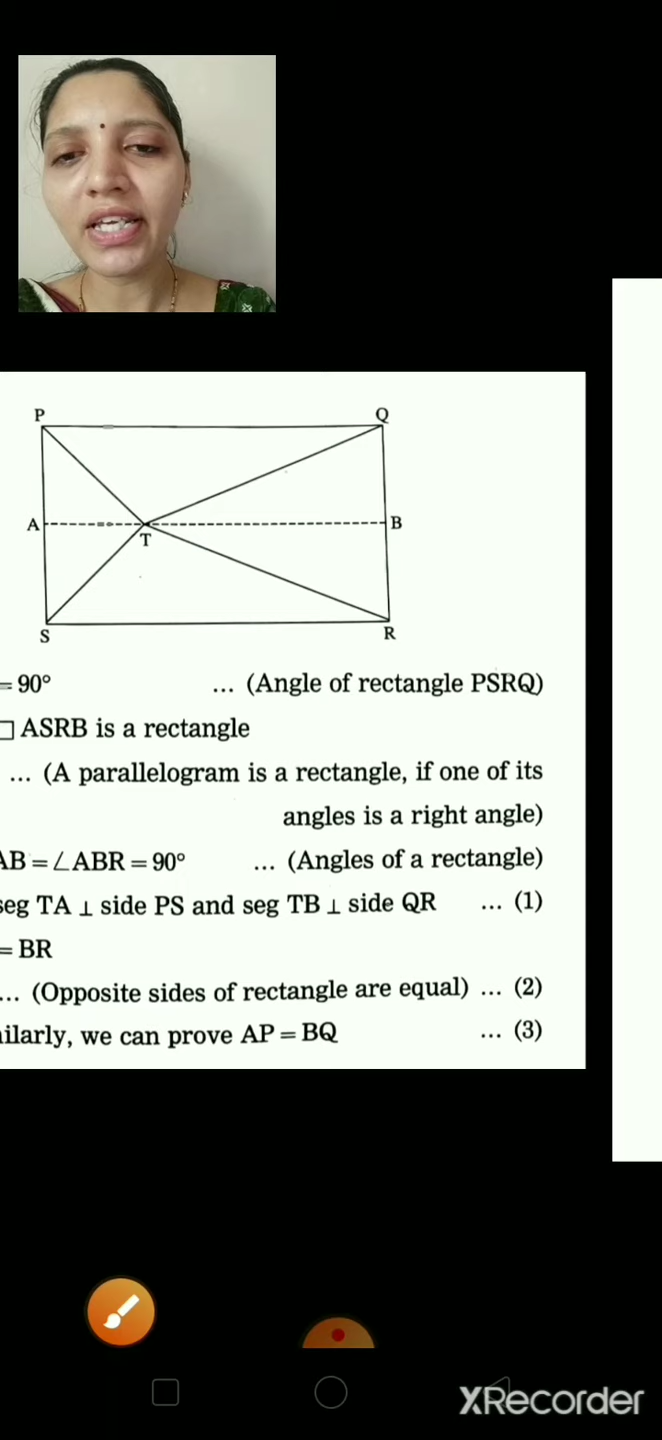 P
Q
A
B
T
S
R
= 90° ... (Angle of rectangle PSRQ)
□ ASRB is a rectangle
... (A parallelogram is a rectangle, if one of its
angles is a right angle)
AB = ∠ABR = 90° ... (Angles of a rectangle)
seg TA ⊥ side PS and seg TB ⊥ side QR ... (1)
= BR
... (Opposite sides of rectangle are equal) ... (2)
ilarly, we can prove AP = BQ ... (3)
XRecorder